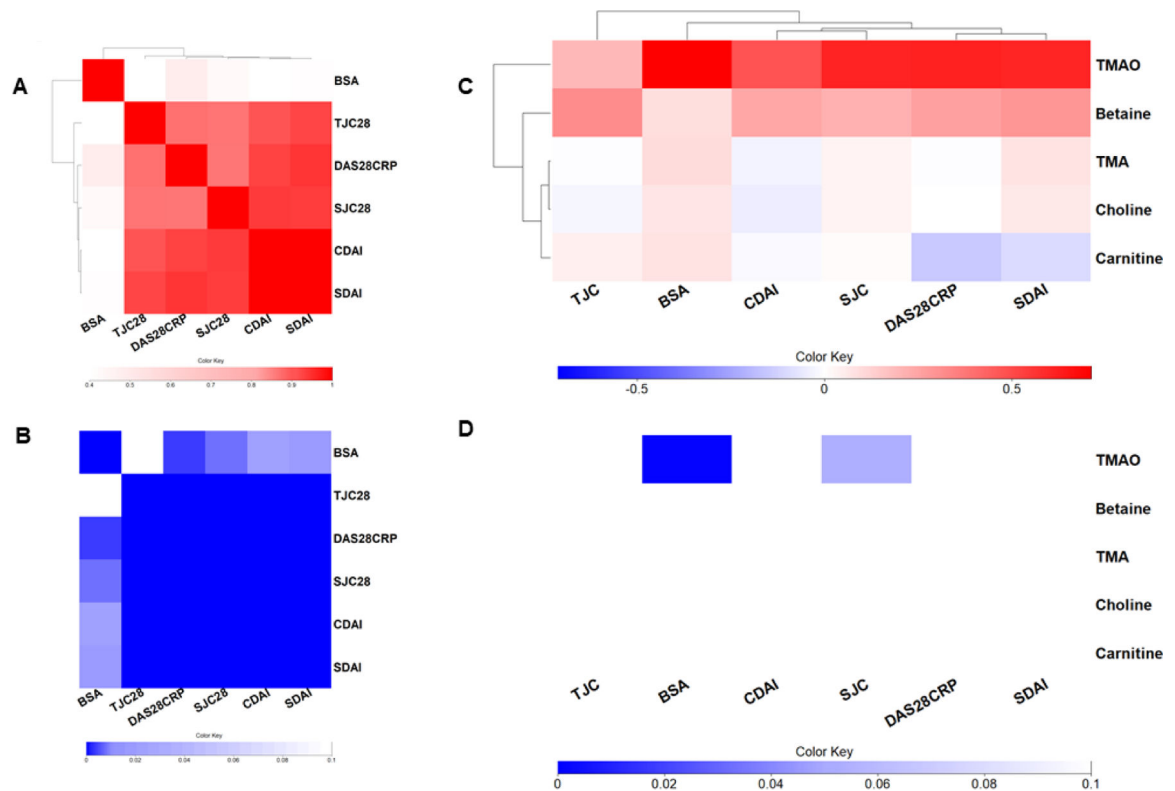 A
BSA
TJC28
DAS28CRP
SJC28
CDAI
SDAI
BSA TJC28 DAS28CRP SJC28 CDAI SDAI
Color Key
0.4 0.5 0.6 0.7 0.8 0.9 1
B
BSA
TJC28
DAS28CRP
SJC28
CDAI
SDAI
BSA TJC28 DAS28CRP SJC28 CDAI SDAI
Color Key
0 0.02 0.04 0.06 0.08 0.1
C
TMAO
Betaine
TMA
Choline
Carnitine
TJC BSA CDAI SJC DAS28CRP SDAI
Color Key
-0.5 0 0.5
D
TMAO
Betaine
TMA
Choline
Carnitine
TJC BSA CDAI SJC DAS28CRP SDAI
Color Key
0 0.02 0.04 0.06 0.08 0.1